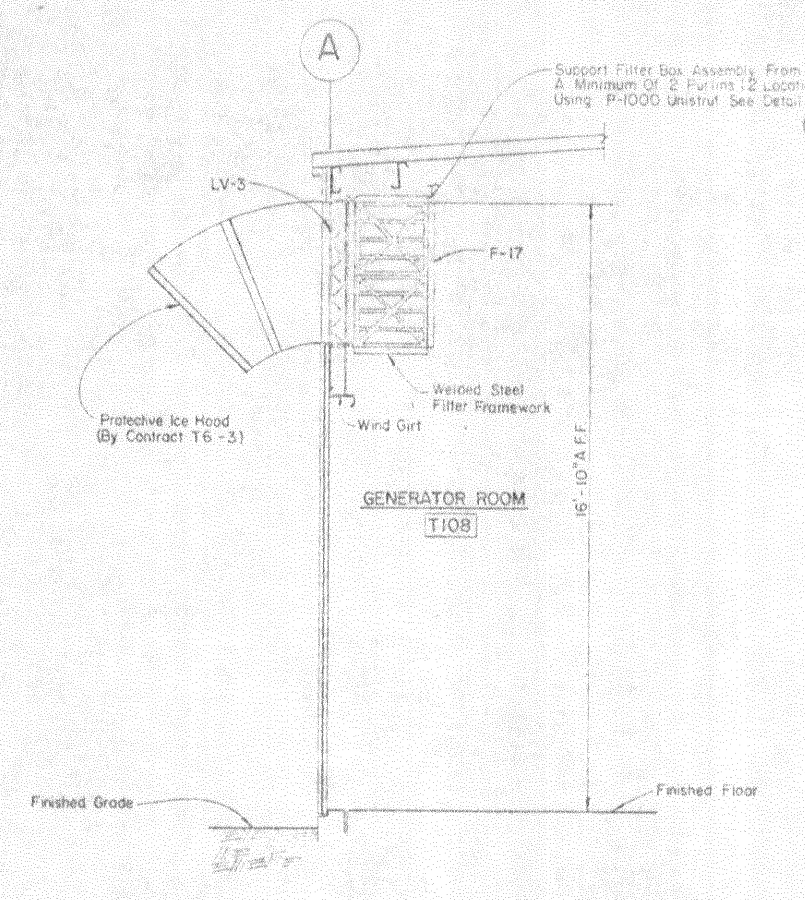 A
Support Filter Box Assembly From
A Minimum Of 2 Purlins (2 Locati
Using P-1000 Unistrut See Detail
LV-3
F-17
Welded Steel
Filter Framework
Protective Ice Hood
(By Contract T6-3)
Wind Girt
16'-10" A F F
GENERATOR ROOM
T108
Finished Grade
Finished Floor